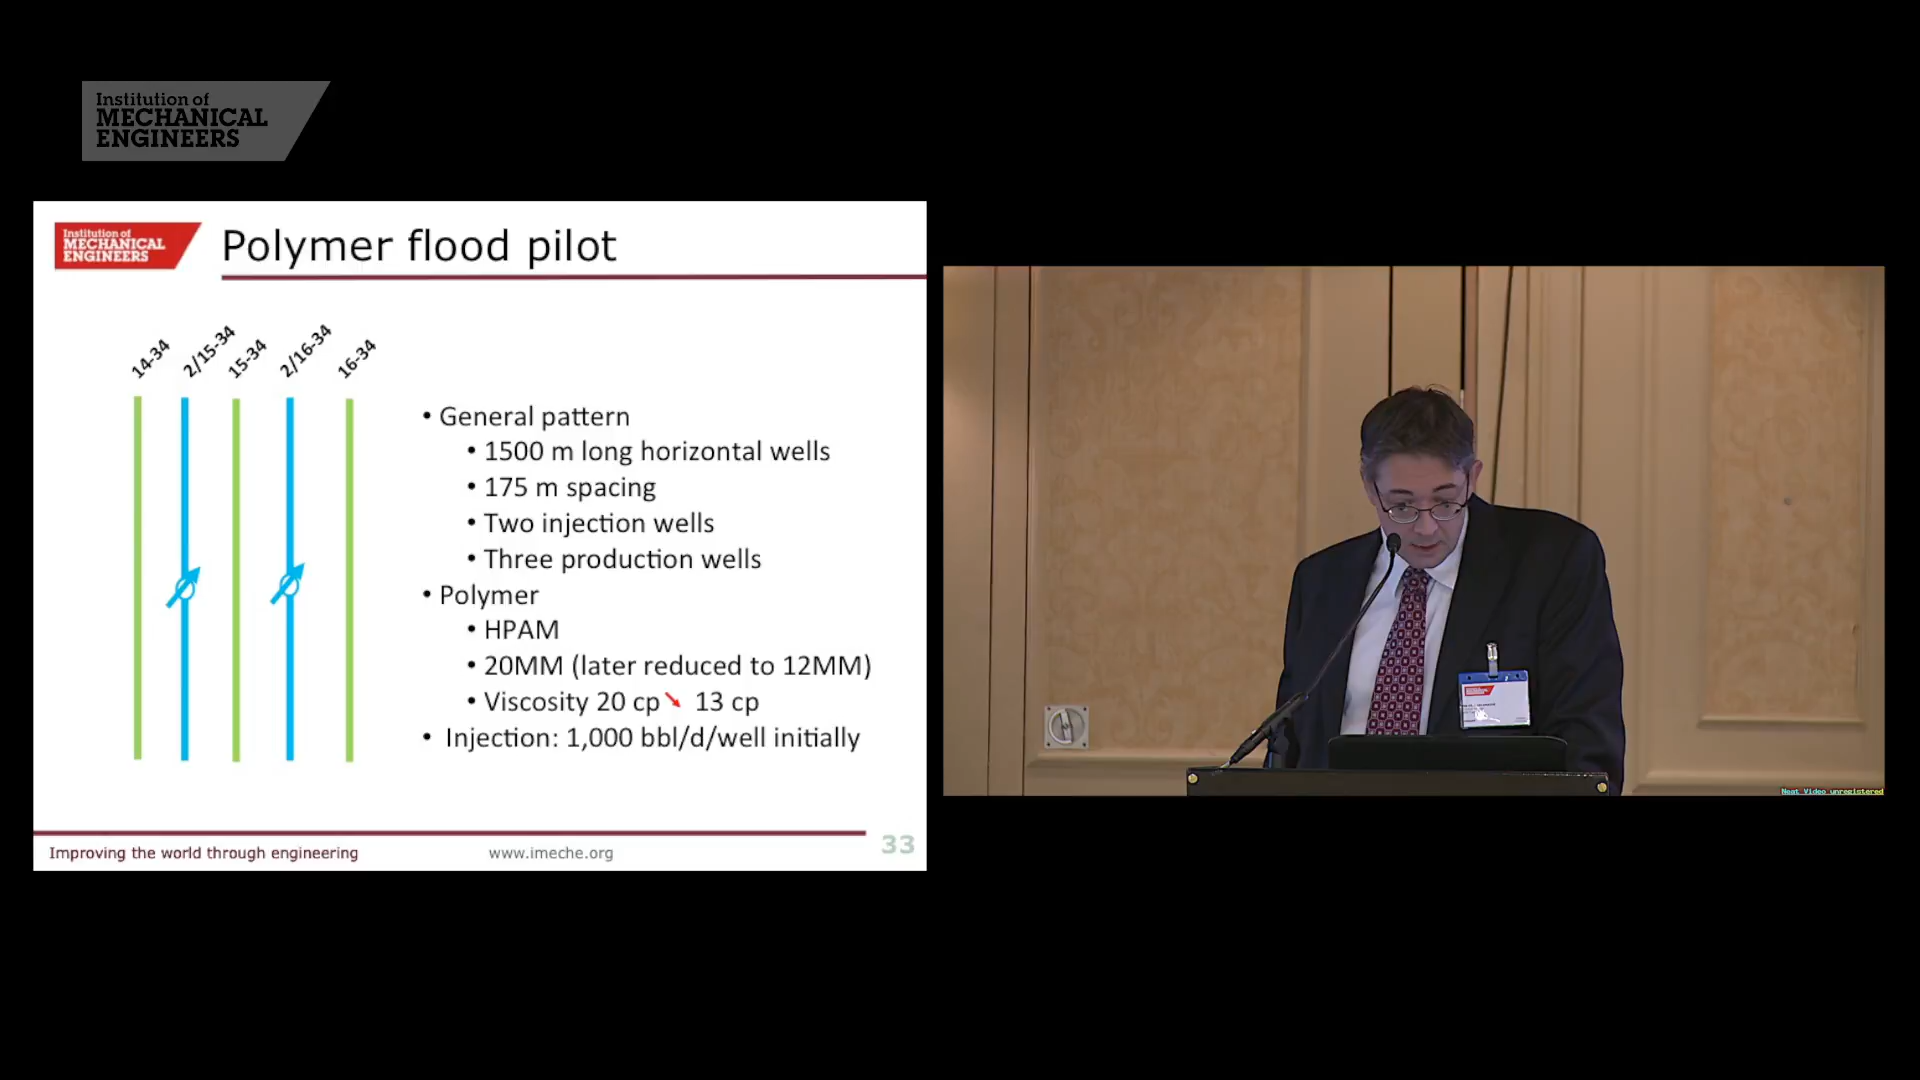 Institution of
MECHANICAL
ENGINEERS
Institution of
MECHANICAL
ENGINEERS
Polymer flood pilot
14-34
2/15-34
15-34
2/16-34
16-34
• General pattern
• 1500 m long horizontal wells
• 175 m spacing
• Two injection wells
• Three production wells
• Polymer
• HPAM
• 20MM (later reduced to 12MM)
• Viscosity 20 cp 13 cp
• Injection: 1,000 bbl/d/well initially
Improving the world through engineering
www.imeche.org
33
Neat Video unregistered